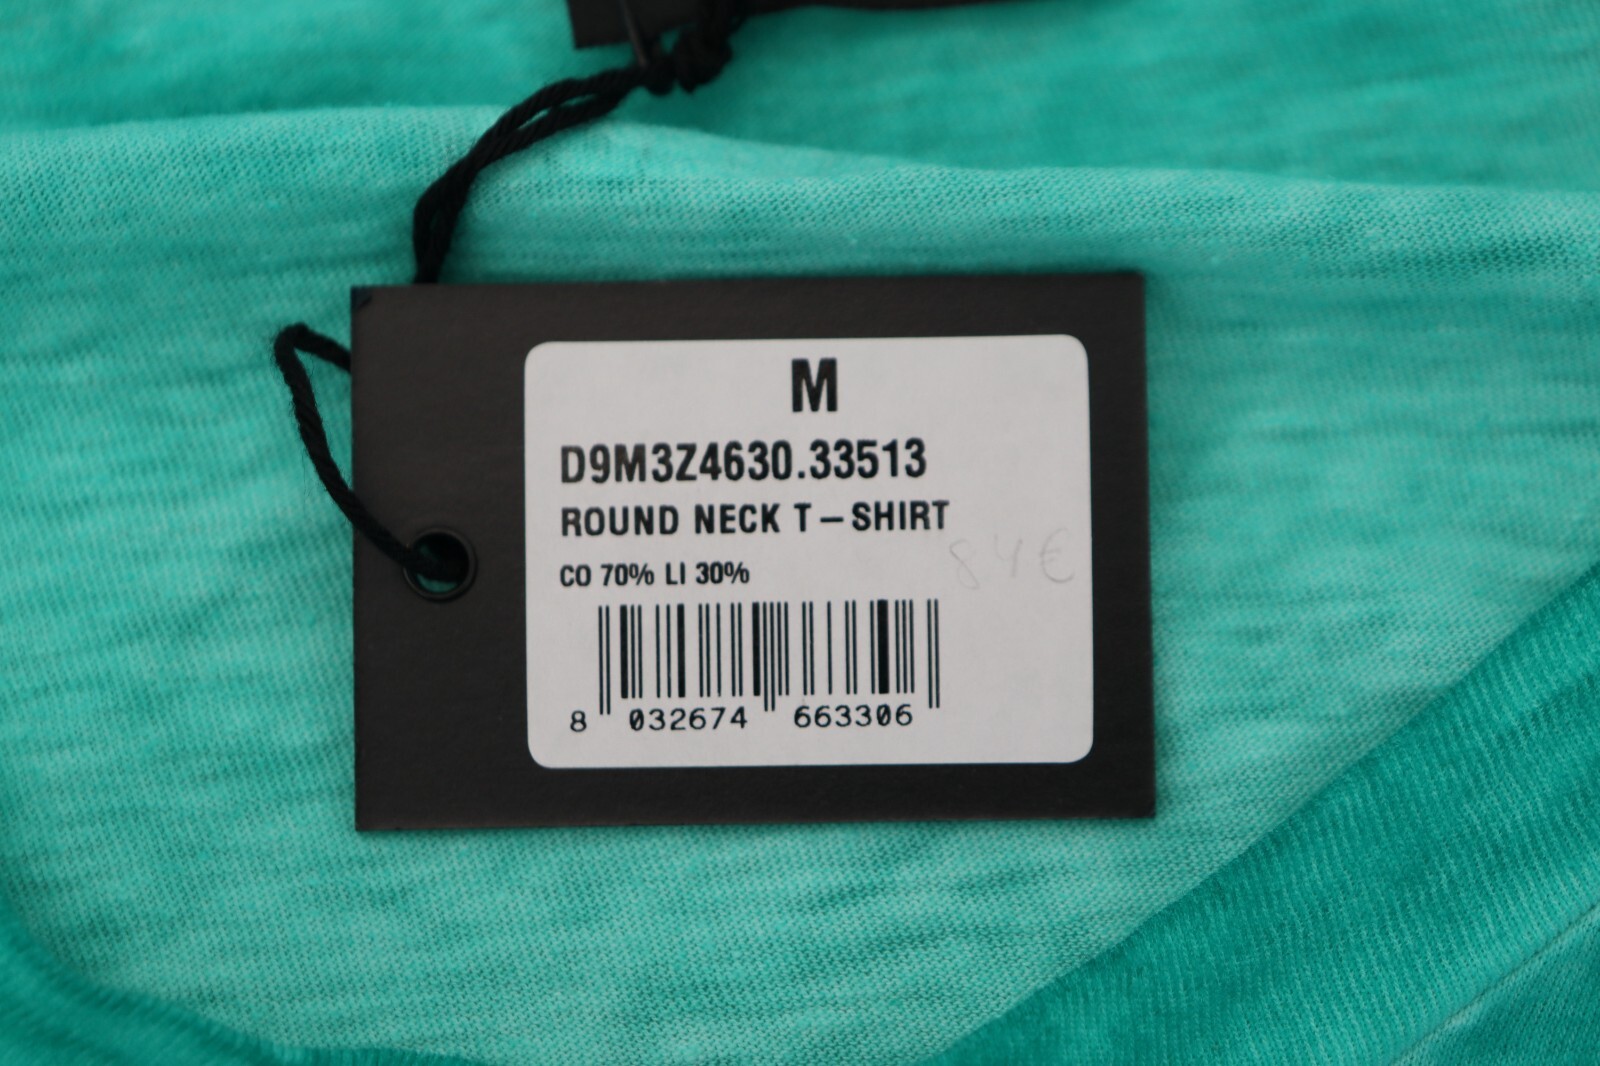 M
D9M3Z4630.33513
ROUND NECK T-SHIRT
84€
CO 70% LI 30%
8 032674 663306